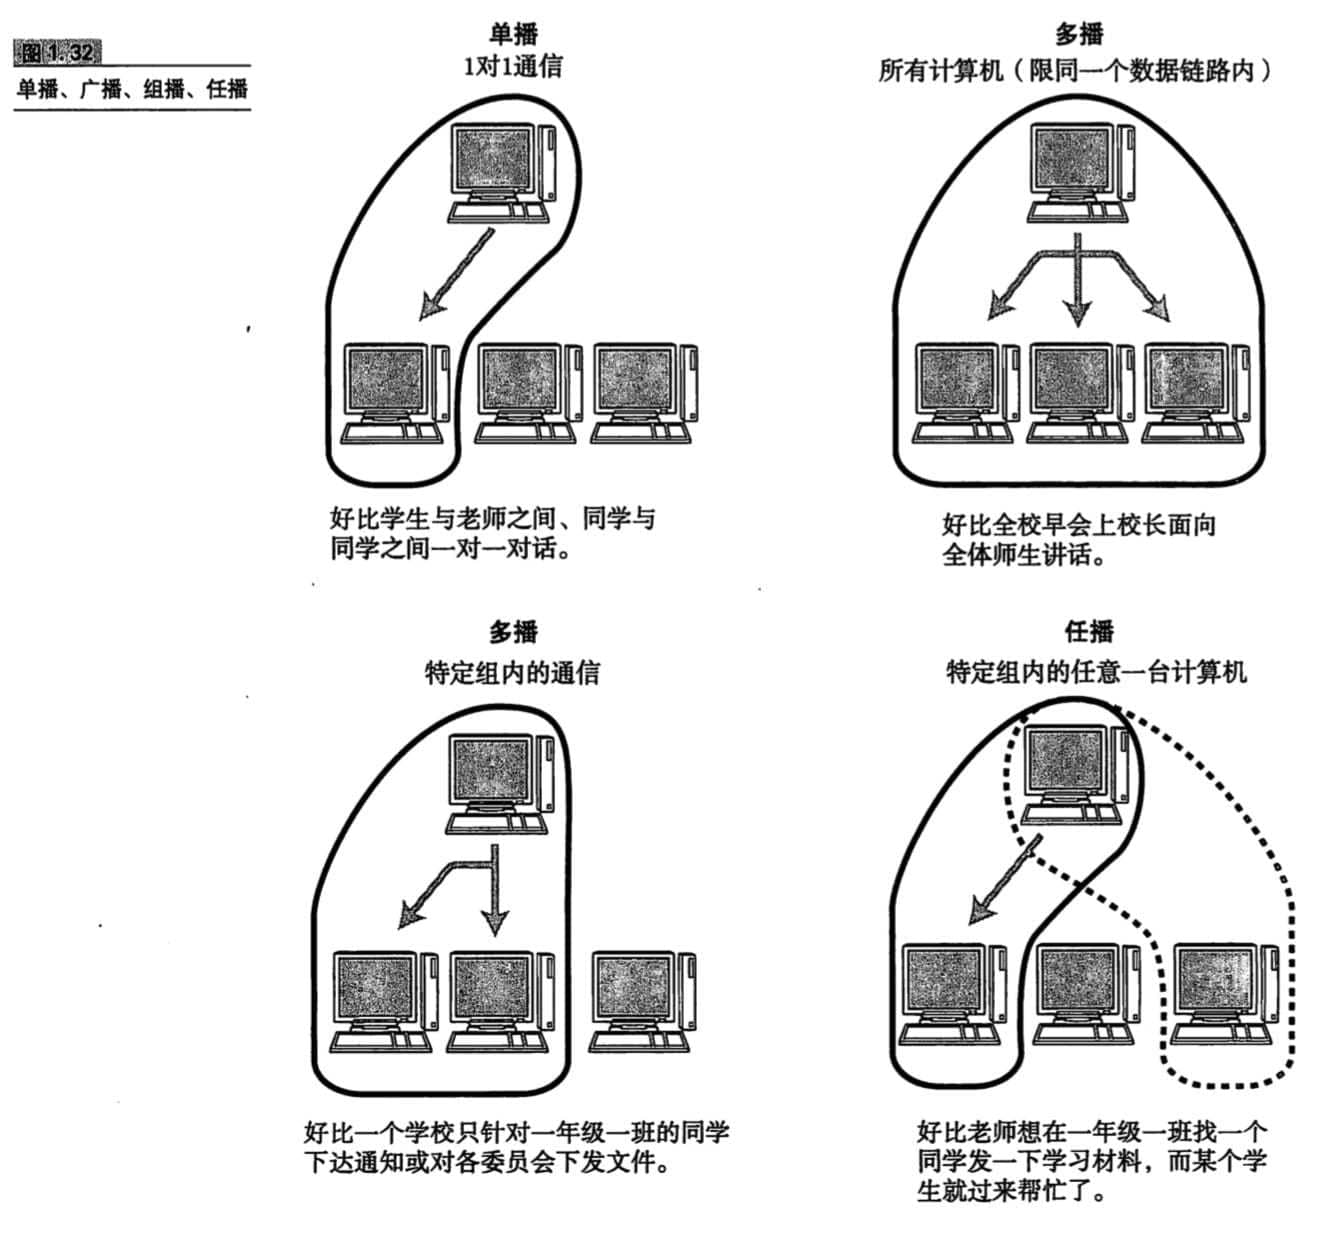 图1.32
单播、广播、组播、任播
单播
1对1通信
好比学生与老师之间、同学与
同学之间一对一对话。
多播
所有计算机（限同一个数据链路内）
好比全校早会上校长面向
全体师生讲话。
多播
特定组内的通信
好比一个学校只针对一年级一班的同学
下达通知或对各委员会下发文件。
任播
特定组内的任意一台计算机
好比老师想在一年级一班找一个
同学发一下学习材料，而某个学
生就过来帮忙了。